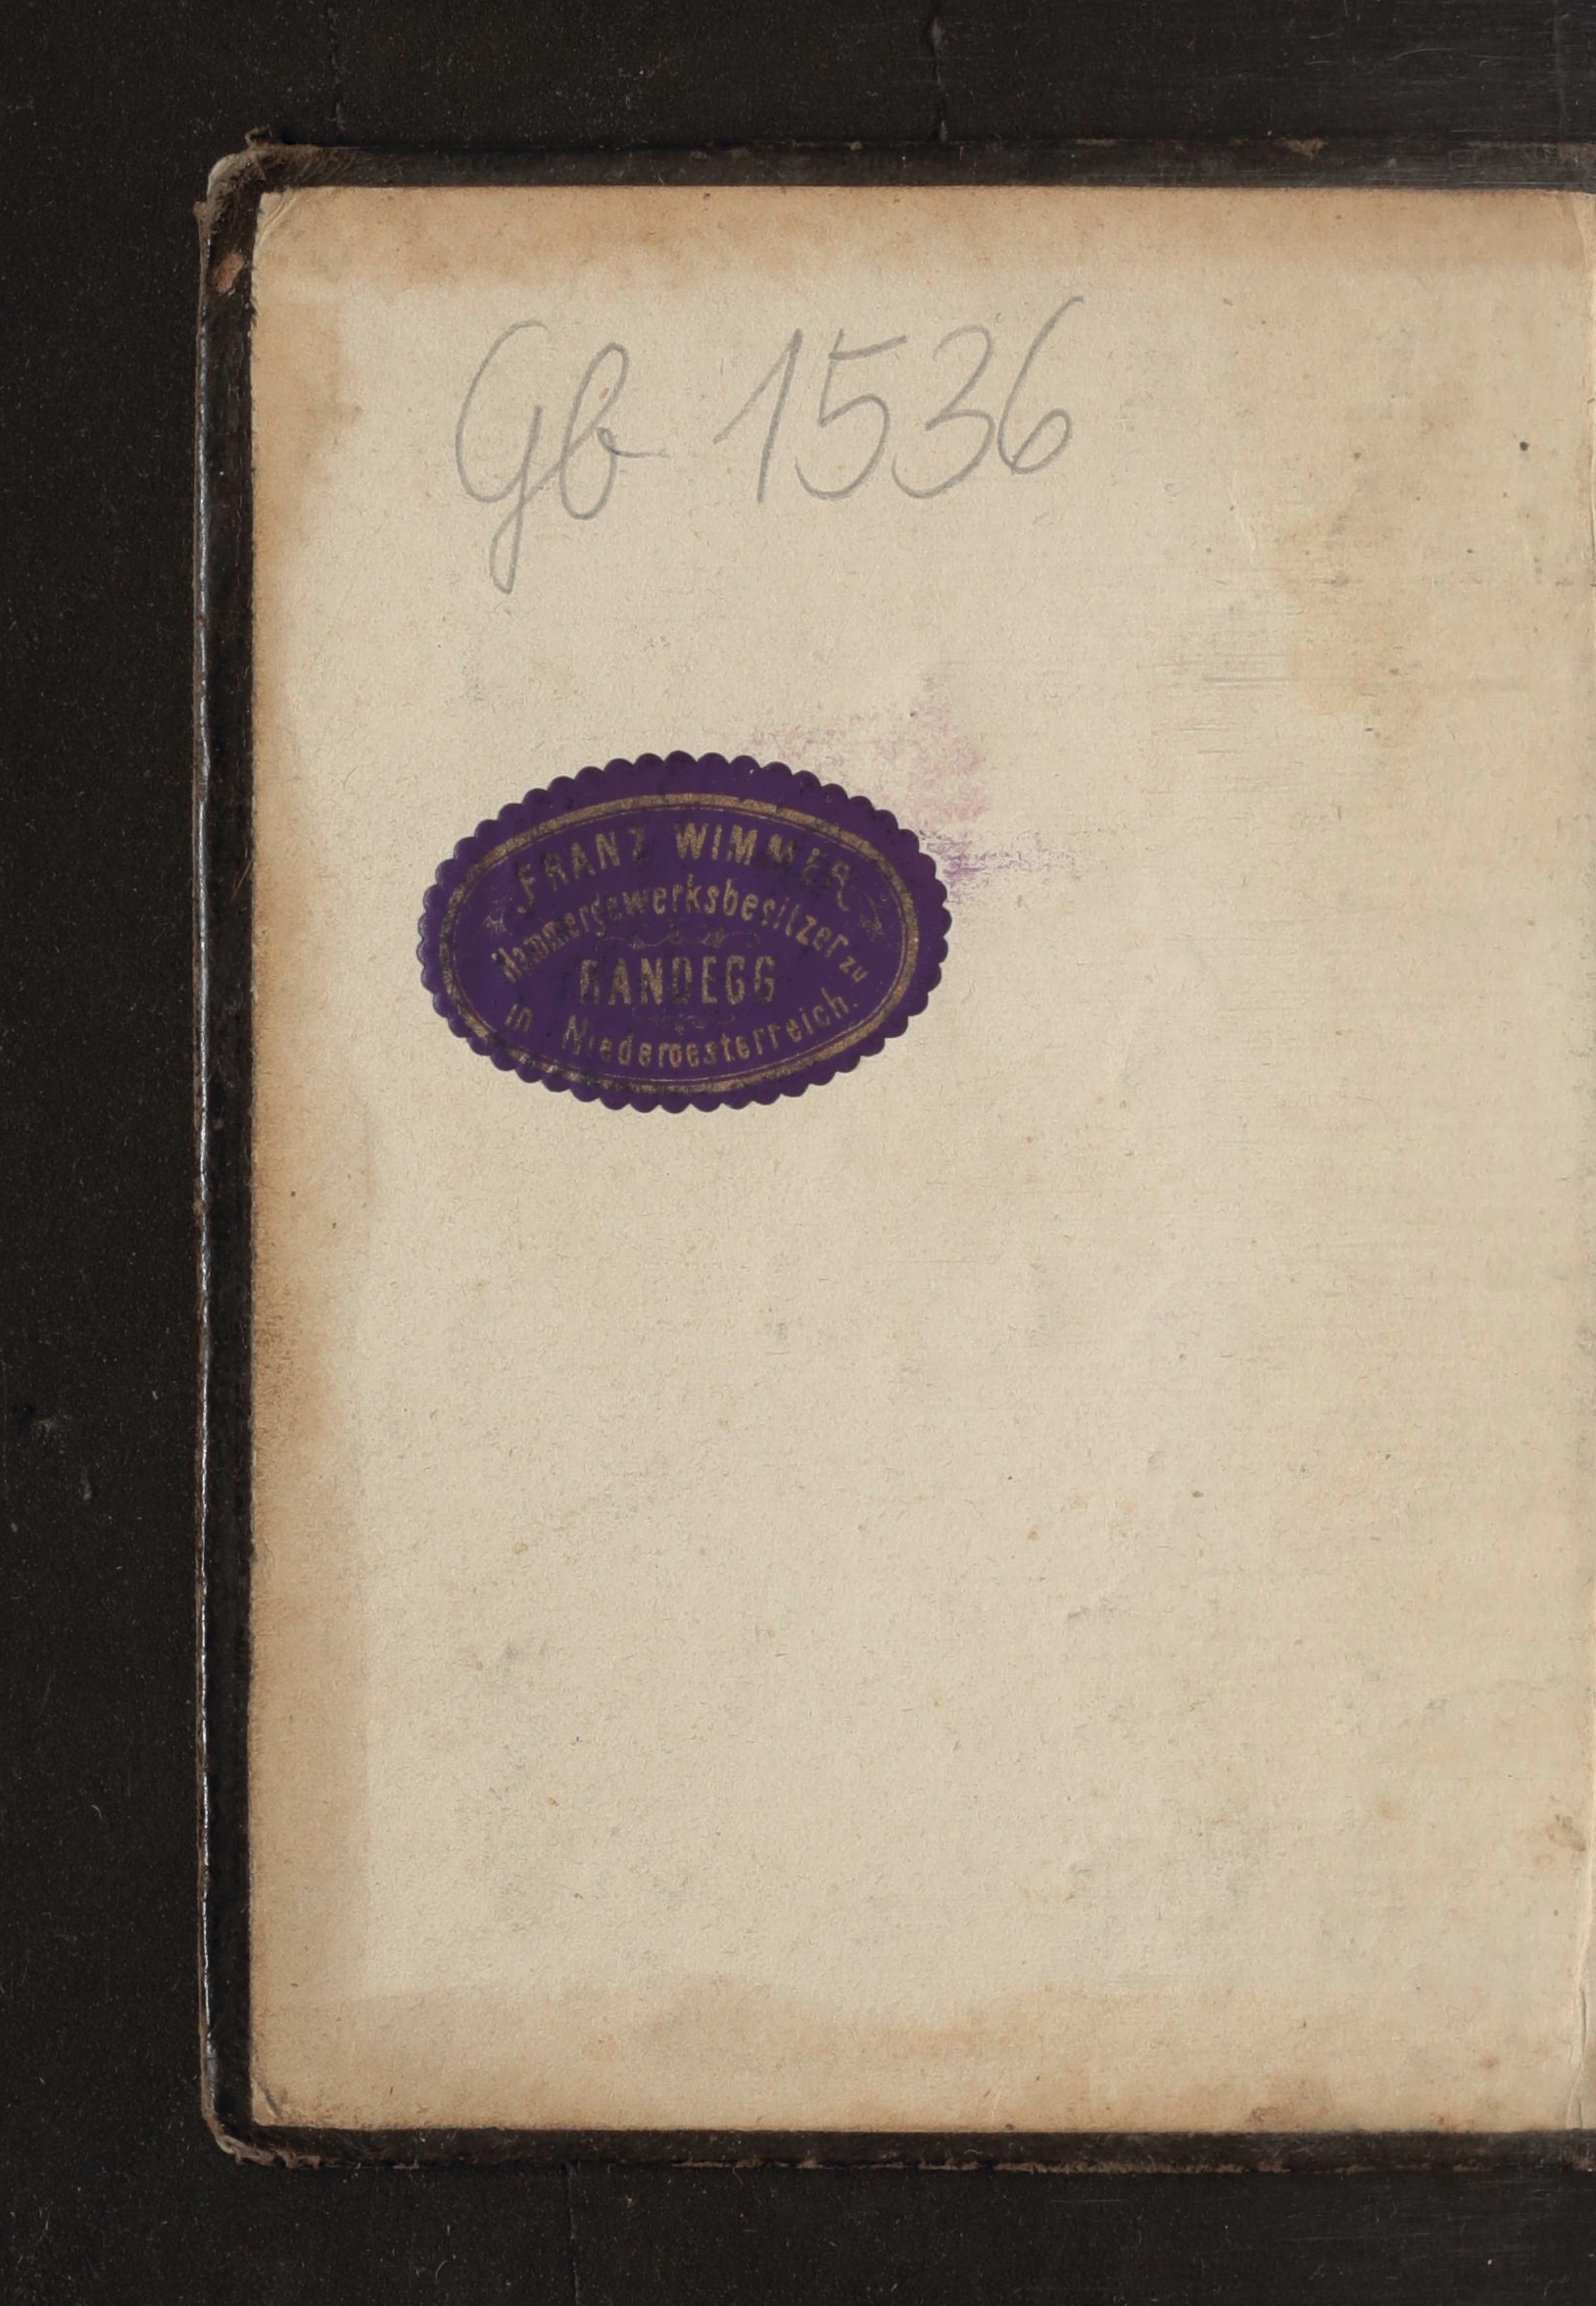 Gb 1536
FRANZ WIMMER
Hammergewerksbesitzer zu
RANDEGG
in Niederoesterreich.